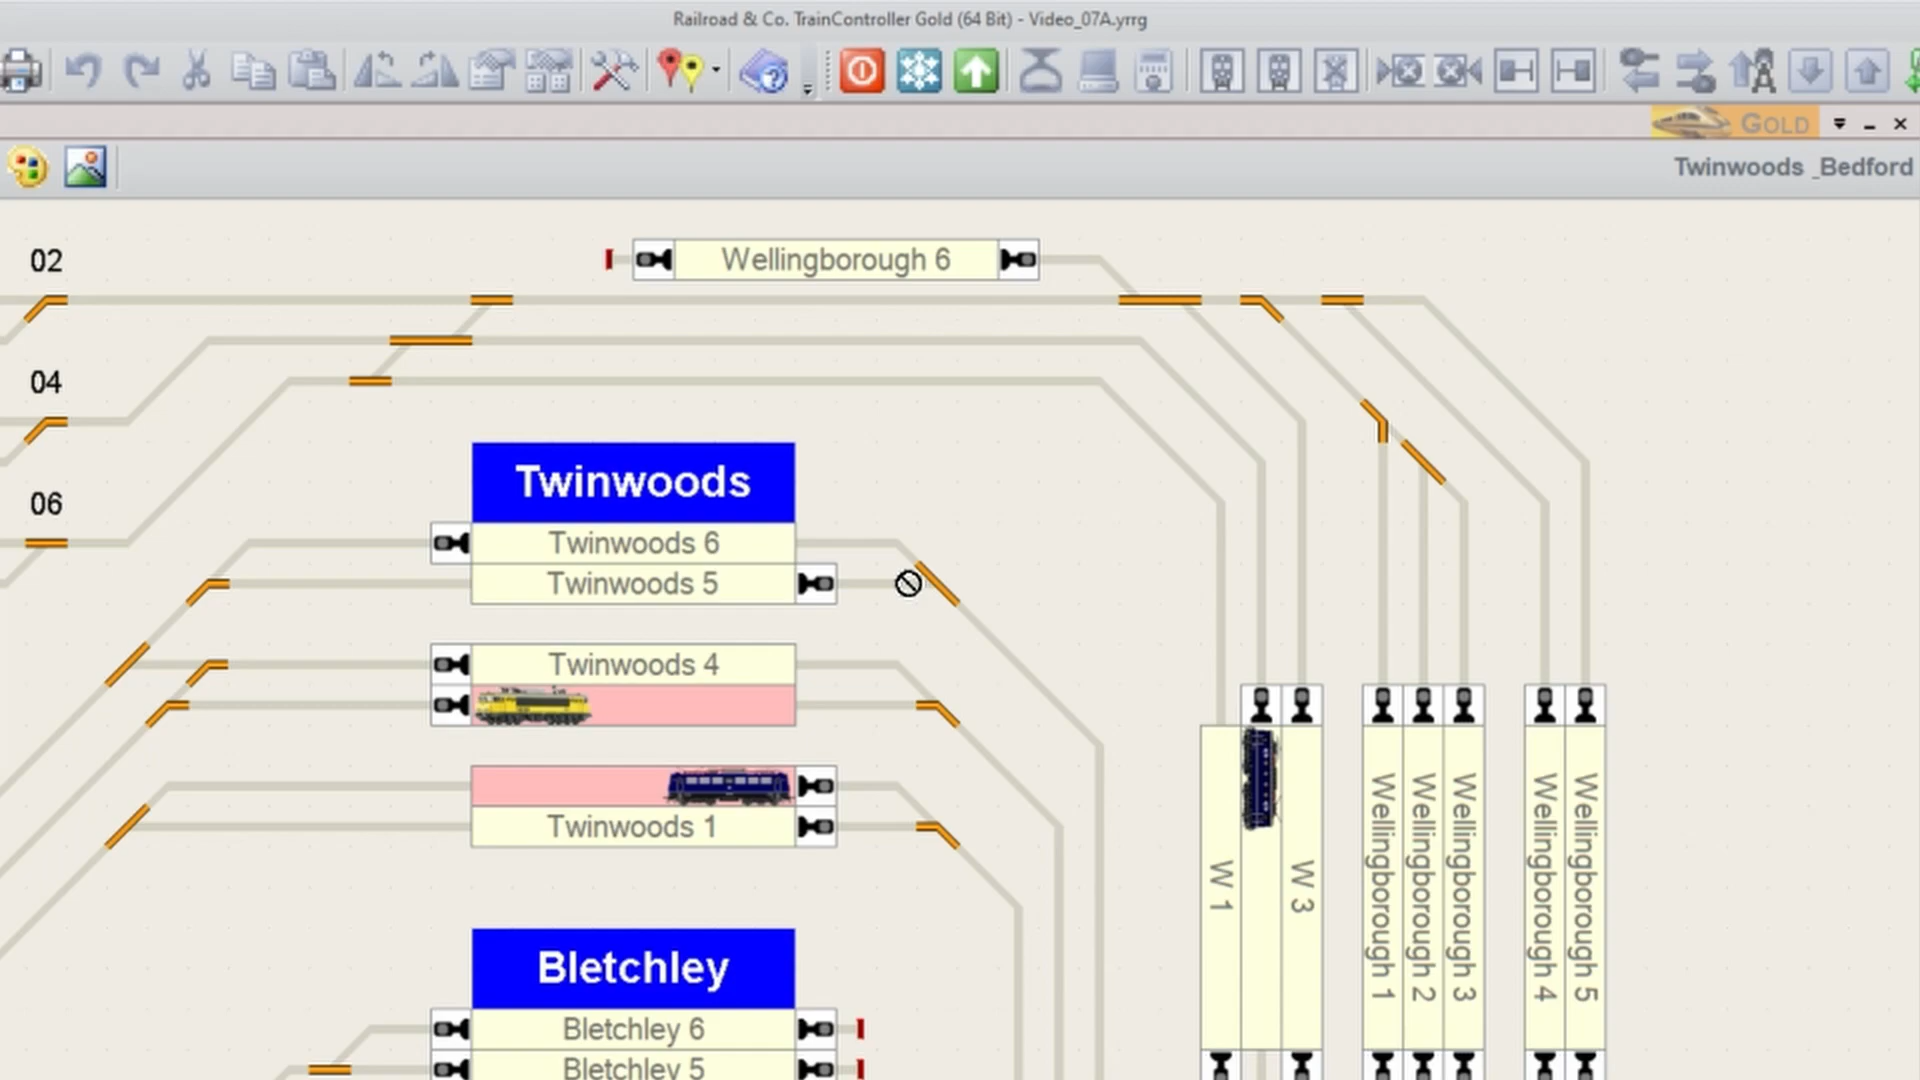 Railroad & Co. TrainController Gold (64 Bit) - Video_07A.yrrg
GOLD
Twinwoods _Bedford
02
Wellingborough 6
04
06
Twinwoods
Twinwoods 6
Twinwoods 5
Twinwoods 4
Twinwoods 1
W 1
W 3
Wellingborough 1
Wellingborough 2
Wellingborough 3
Wellingborough 4
Wellingborough 5
Bletchley
Bletchley 6
Bletchley 5